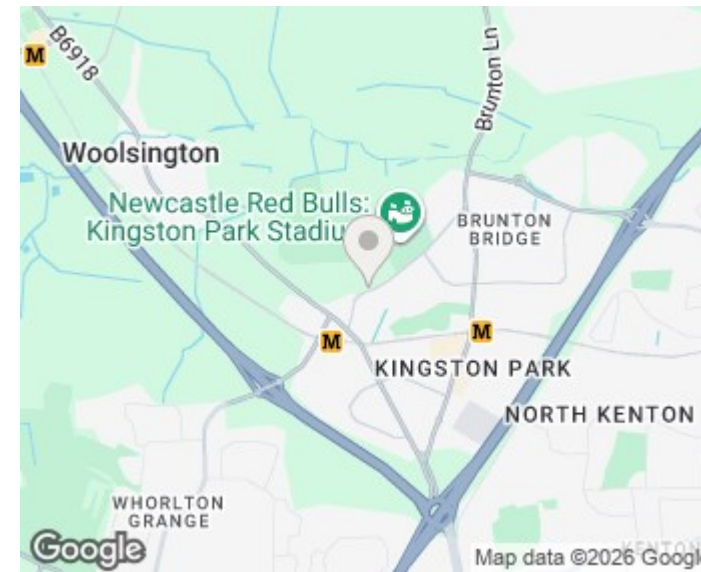 B6918
M
Brunton Ln
Woolsington
Newcastle Red Bulls:
Kingston Park Stadiu
BRUNTON
BRIDGE
M
M
KINGSTON PARK
NORTH KENTON
WHORLTON
GRANGE
KENTON
Google
Map data ©2026 Googl